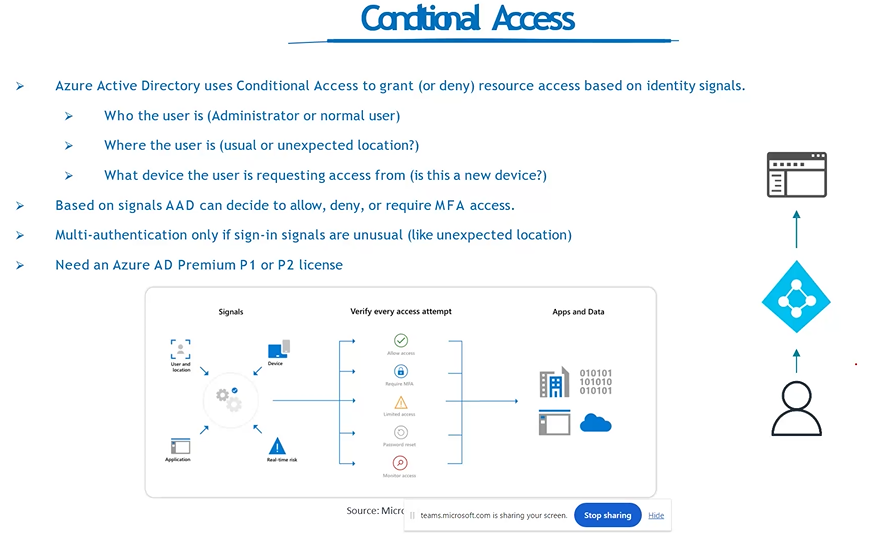 Conditional Access
Azure Active Directory uses Conditional Access to grant (or deny) resource access based on identity signals.
Who the user is (Administrator or normal user)
Where the user is (usual or unexpected location?)
What device the user is requesting access from (is this a new device?)
Based on signals AAD can decide to allow, deny, or require MFA access.
Multi-authentication only if sign-in signals are unusual (like unexpected location)
Need an Azure AD Premium P1 or P2 license
Signals
User and
location
Device
Application
Real-time risk
Verify every access attempt
Allow access
Require MFA
Limited access
Password reset
Monitor access
Apps and Data
010101
101010
010101
Source: Micro
teams.microsoft.com is sharing your screen.
Stop sharing
Hide